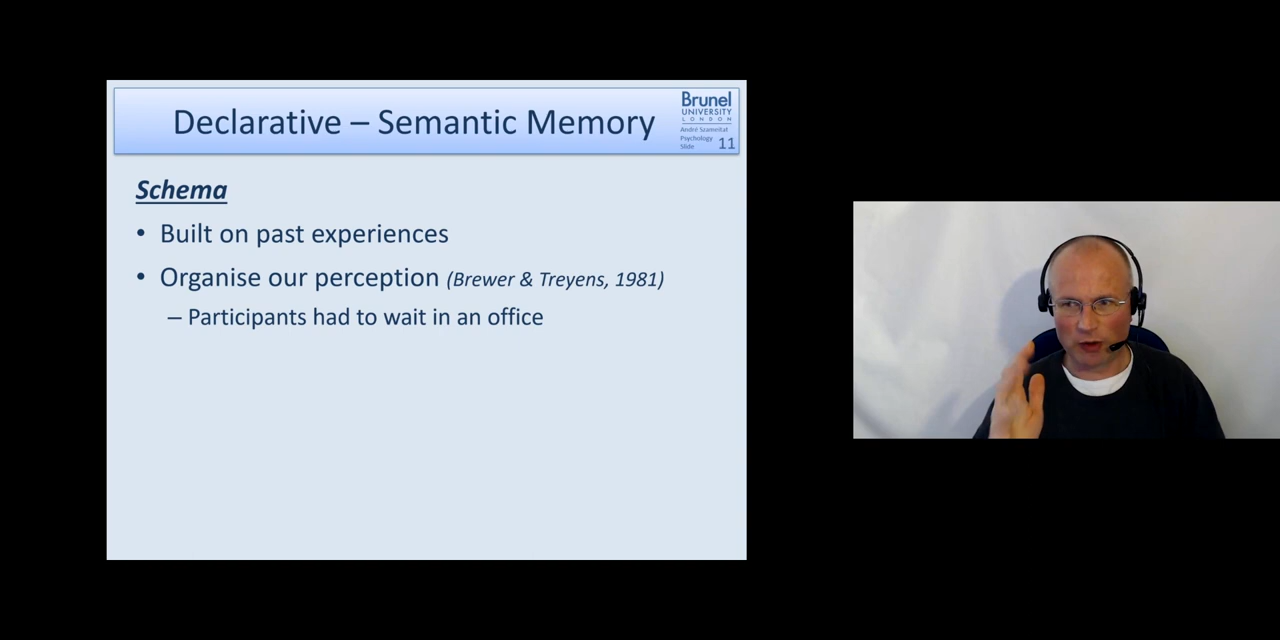 Declarative – Semantic Memory
Brunel
UNIVERSITY
LONDON
André Szameitat
Psychology
Slide 11
Schema
• Built on past experiences
• Organise our perception (Brewer & Treyens, 1981)
– Participants had to wait in an office